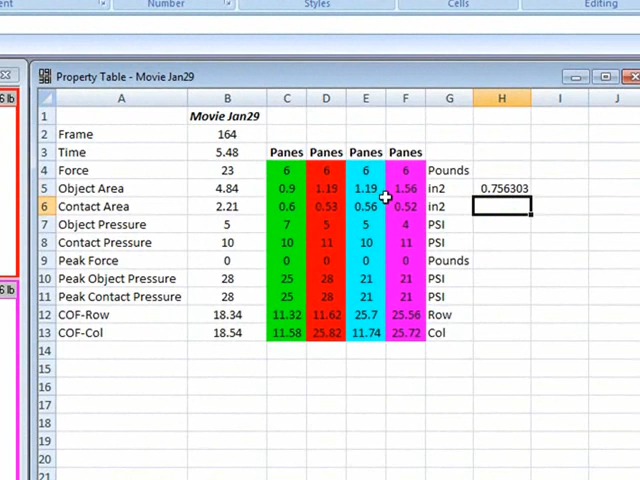 Number Styles Cells Editing
Property Table - Movie Jan29
6 lb
A B C D E F G H I J
1 Movie Jan29
2 Frame 164
3 Time 5.48 Panes Panes Panes Panes
4 Force 23 6 6 6 6 Pounds
5 Object Area 4.84 0.9 1.19 1.19 1.56 in2 0.756303
6 Contact Area 2.21 0.6 0.53 0.56 0.52 in2
7 Object Pressure 5 7 5 5 4 PSI
8 Contact Pressure 10 10 11 10 11 PSI
9 Peak Force 0 0 0 0 0 Pounds
10 Peak Object Pressure 28 25 28 21 21 PSI
6 lb
11 Peak Contact Pressure 28 25 28 21 21 PSI
12 COF-Row 18.34 11.32 11.62 25.7 25.56 Row
13 COF-Col 18.54 11.58 25.82 11.74 25.72 Col
14
15
16
17
18
19
20
21